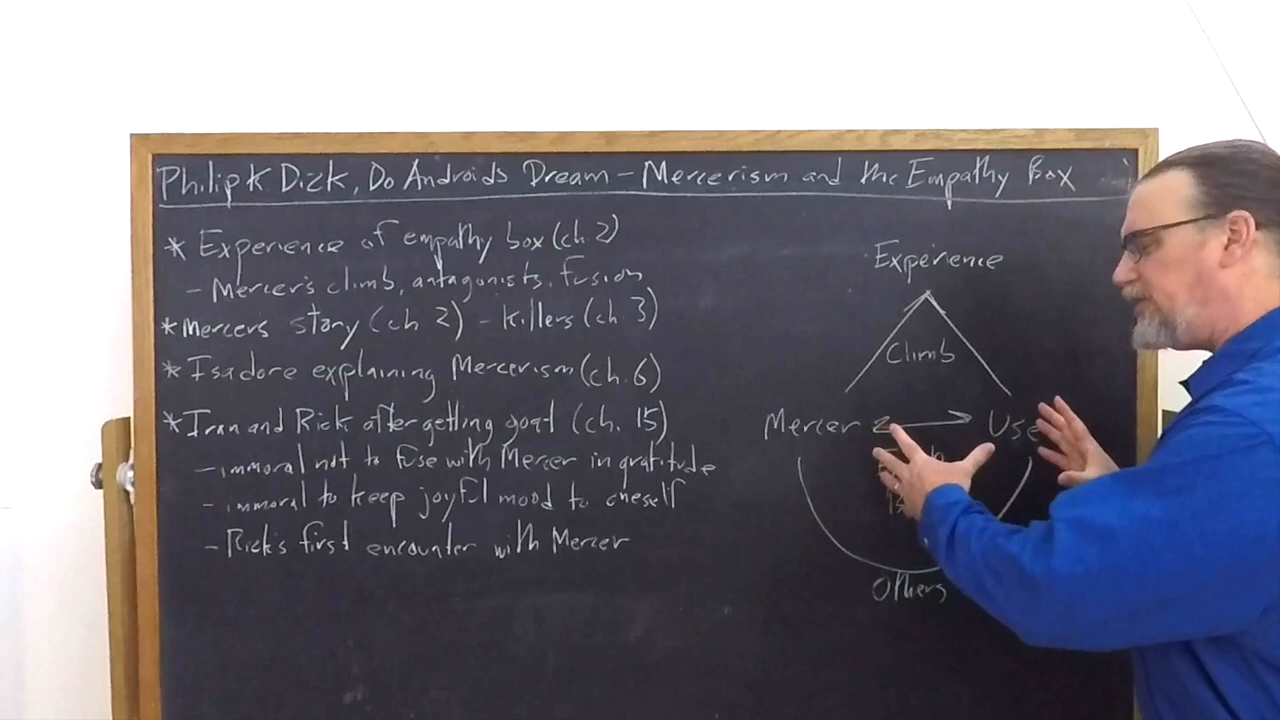 Philip K. Dick, Do Androids Dream - Mercerism and the Empathy Box
* Experience of empathy box (ch. 2)
- Mercer's climb, antagonists, fusion
* Mercer's story (ch 2) - Killers (ch. 3)
* Isadore explaining Mercerism (ch. 6)
* Iran and Rick after getting goat (ch. 15)
- immoral not to fuse with Mercer in gratitude
- immoral to keep joyful mood to oneself
- Rick's first encounter with Mercer
Experience
Climb
Mercer
Others